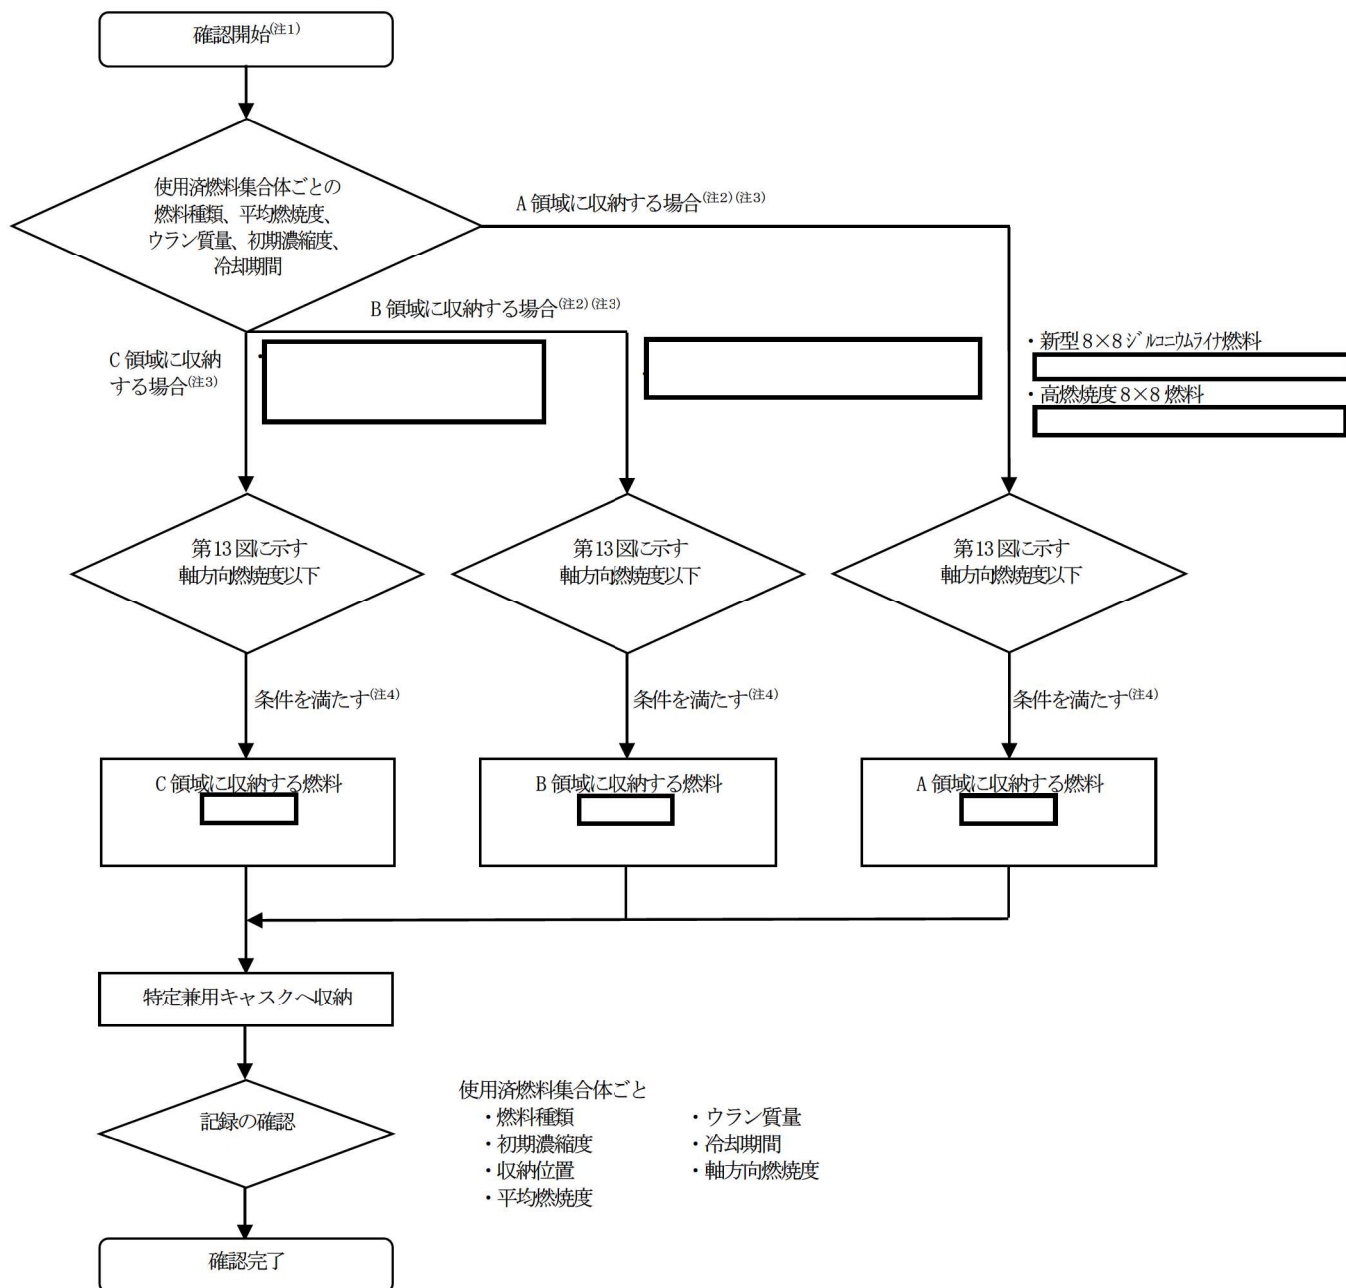 確認開始(注1)
使用済燃料集合体ごとの
燃料種類、平均燃焼度、
ウラン質量、初期濃縮度、
冷却期間
A 領域に収納する場合(注2)(注3)
B 領域に収納する場合(注2)(注3)
C 領域に収納
する場合(注3)
・新型8×8ジルコニウムライナ燃料
・高燃焼度8×8燃料
第13図に示す
軸方向燃焼度以下
第13図に示す
軸方向燃焼度以下
第13図に示す
軸方向燃焼度以下
条件を満たす(注4)
条件を満たす(注4)
条件を満たす(注4)
C 領域に収納する燃料
B 領域に収納する燃料
A 領域に収納する燃料
特定兼用キャスクへ収納
記録の確認
使用済燃料集合体ごと
・燃料種類
・ウラン質量
・初期濃縮度
・冷却期間
・収納位置
・軸方向燃焼度
・平均燃焼度
確認完了